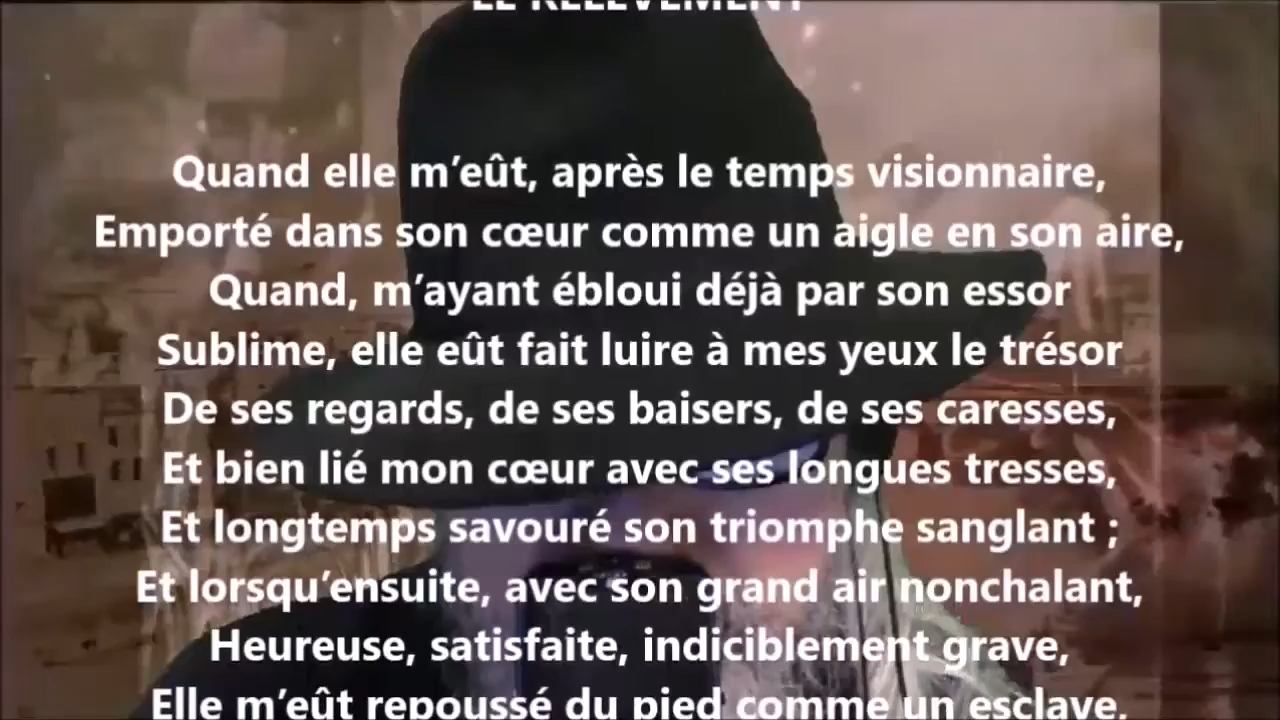 LE RELÈVEMENT
Quand elle m’eût, après le temps visionnaire,
Emporté dans son cœur comme un aigle en son aire,
Quand, m’ayant ébloui déjà par son essor
Sublime, elle eût fait luire à mes yeux le trésor
De ses regards, de ses baisers, de ses caresses,
Et bien lié mon cœur avec ses longues tresses,
Et longtemps savouré son triomphe sanglant ;
Et lorsqu’ensuite, avec son grand air nonchalant,
Heureuse, satisfaite, indiciblement grave,
Elle m’eût repoussé du pied comme un esclave,